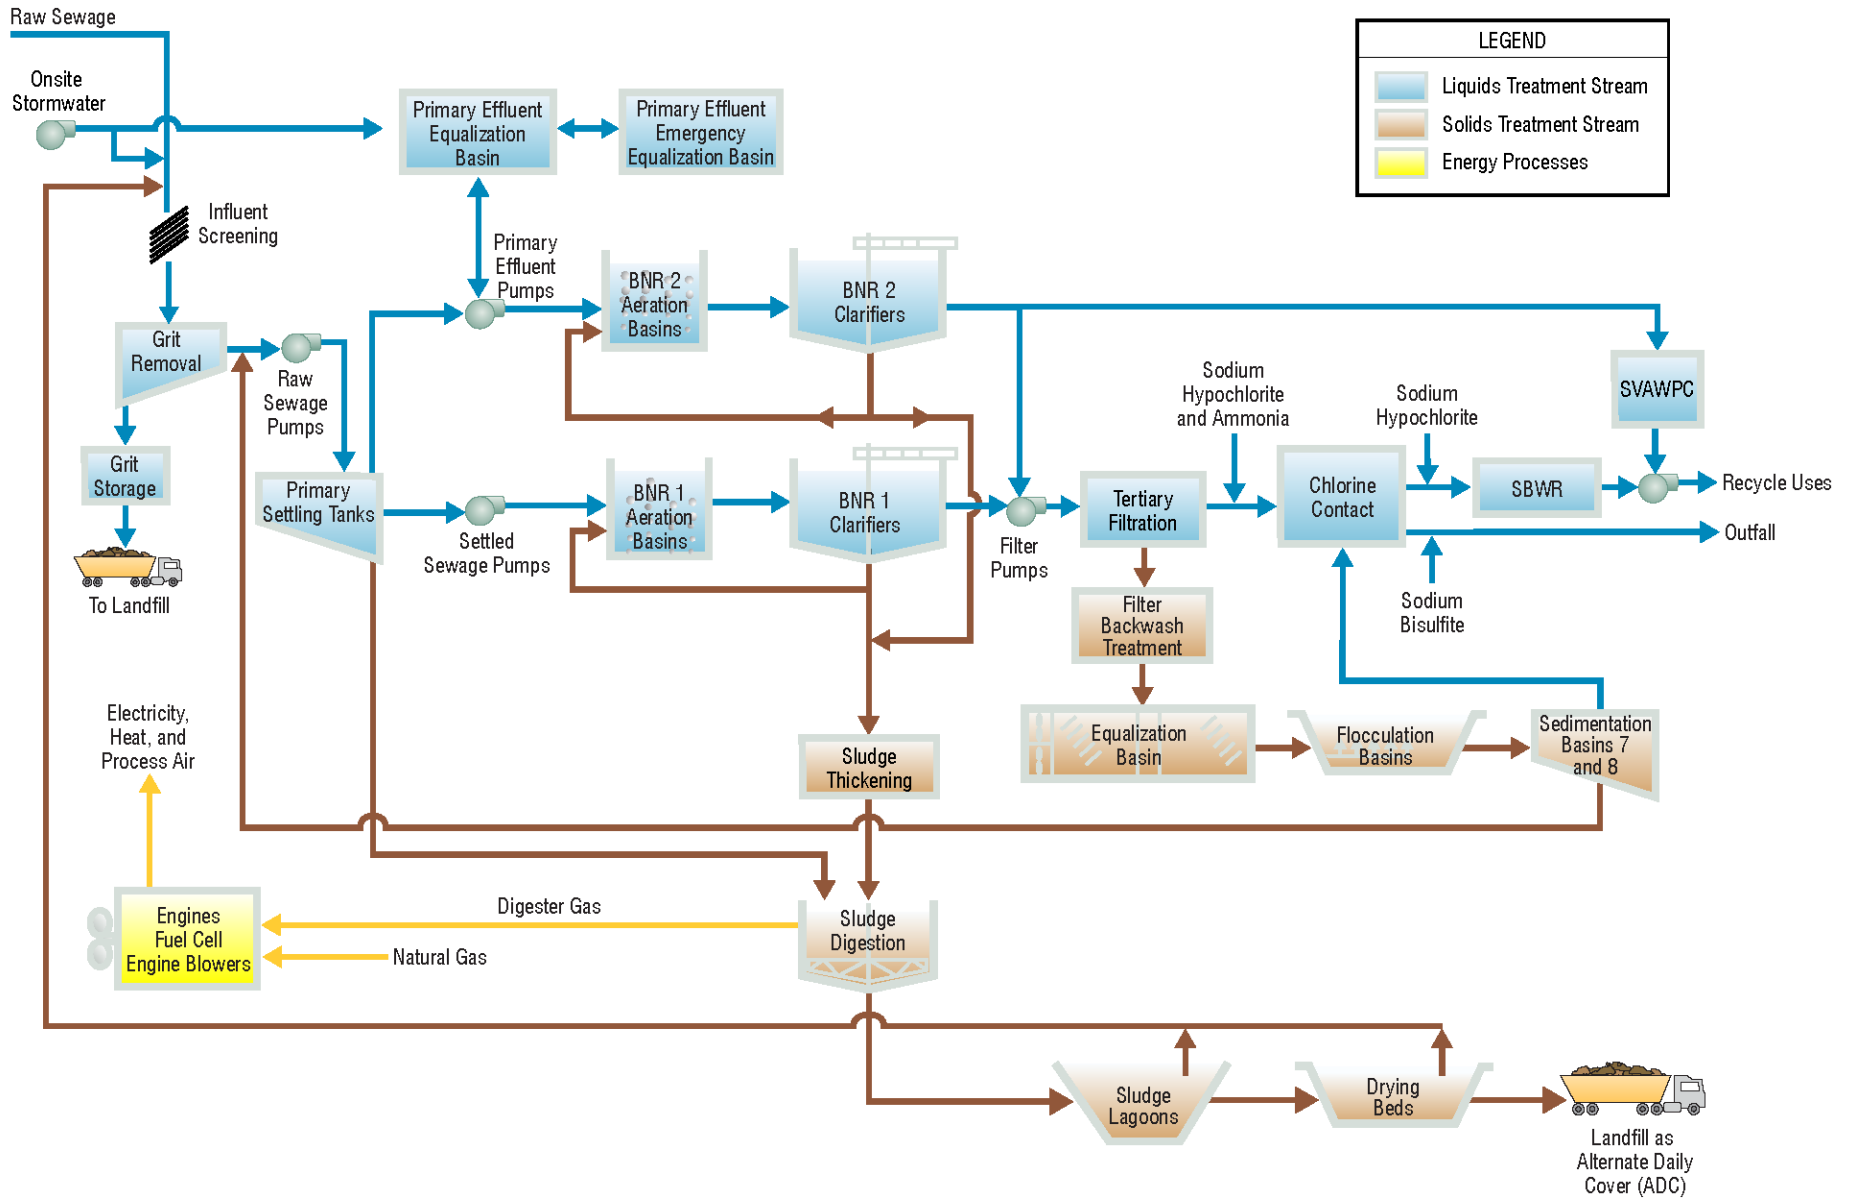 Raw Sewage
LEGEND
Liquids Treatment Stream
Solids Treatment Stream
Energy Processes
Onsite
Stormwater
Primary Effluent
Equalization
Basin
Primary Effluent
Emergency
Equalization Basin
Influent
Screening
Primary
Effluent
Pumps
BNR 2
Aeration
Basins
BNR 2
Clarifiers
Grit
Removal
Raw
Sewage
Pumps
SVAWPC
Sodium
Hypochlorite
and Ammonia
Sodium
Hypochlorite
Grit
Storage
Primary
Settling Tanks
Settled
Sewage Pumps
BNR 1
Aeration
Basins
BNR 1
Clarifiers
Filter
Pumps
Tertiary
Filtration
Chlorine
Contact
SBWR
Recycle Uses
Outfall
To Landfill
Sodium
Bisulfite
Filter
Backwash
Treatment
Electricity,
Heat, and
Process Air
Sludge
Thickening
Equalization
Basin
Flocculation
Basins
Sedimentation
Basins 7
and 8
Engines
Fuel Cell
Engine Blowers
Digester Gas
Natural Gas
Sludge
Digestion
Sludge
Lagoons
Drying
Beds
Landfill as
Alternate Daily
Cover (ADC)